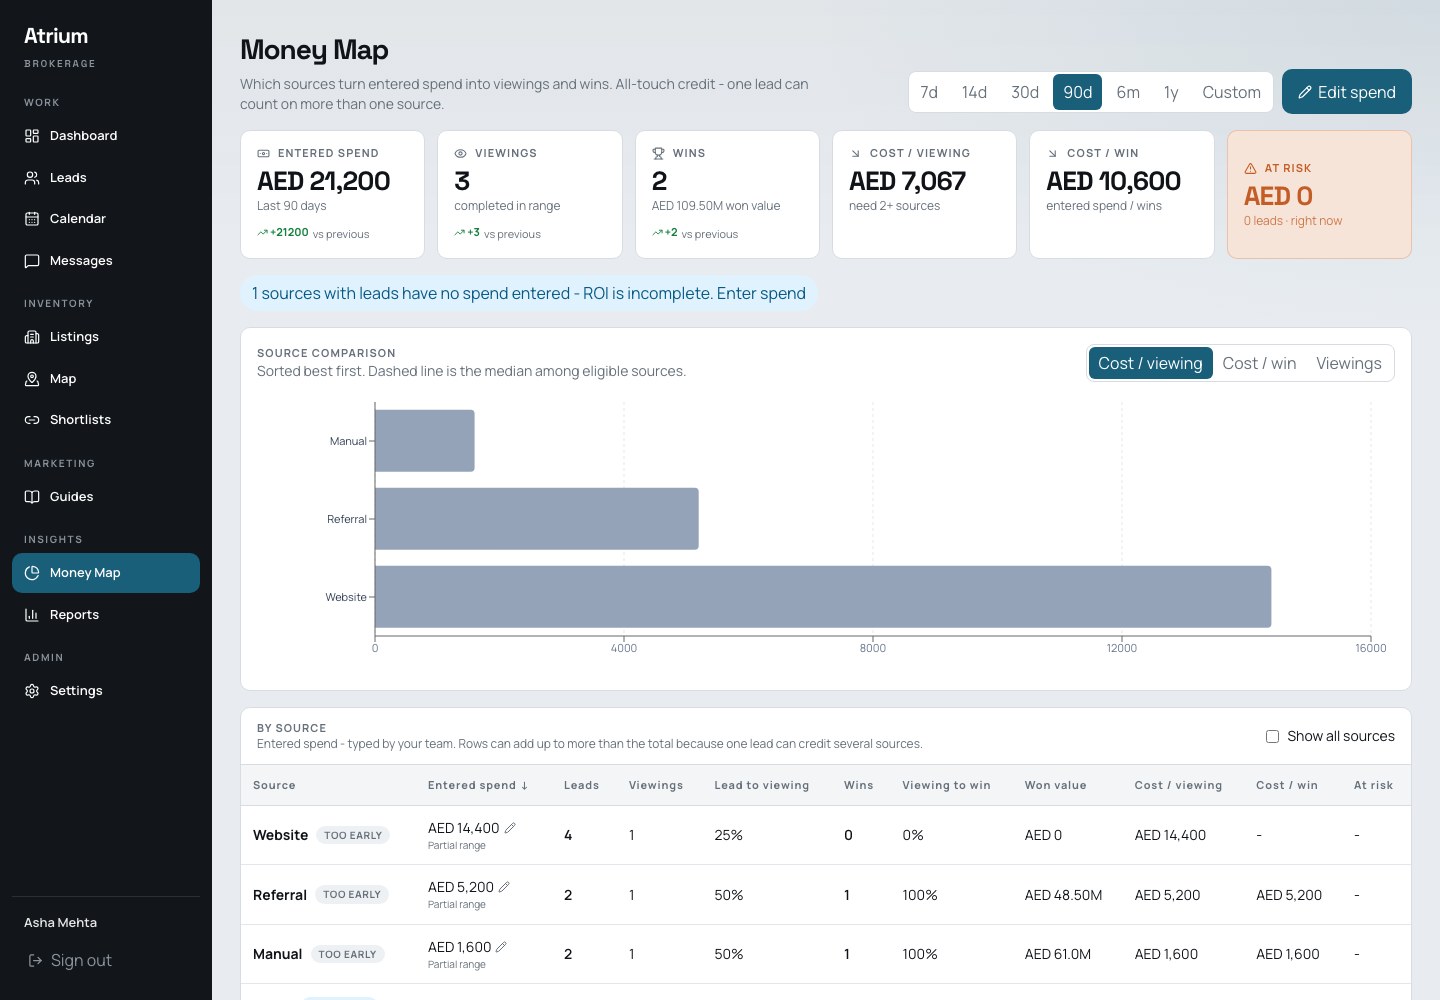 Atrium
BROKERAGE
WORK
Dashboard
Leads
Calendar
Messages
INVENTORY
Listings
Map
Shortlists
MARKETING
Guides
INSIGHTS
Money Map
Reports
ADMIN
Settings
Asha Mehta
Sign out
Money Map
Which sources turn entered spend into viewings and wins. All-touch credit - one lead can
count on more than one source.
7d 14d 30d 90d 6m 1y Custom
Edit spend
ENTERED SPEND
AED 21,200
Last 90 days
+21200 vs previous
VIEWINGS
3
completed in range
+3 vs previous
WINS
2
AED 109.50M won value
+2 vs previous
COST / VIEWING
AED 7,067
need 2+ sources
COST / WIN
AED 10,600
entered spend / wins
AT RISK
AED 0
0 leads · right now
1 sources with leads have no spend entered - ROI is incomplete. Enter spend
SOURCE COMPARISON
Sorted best first. Dashed line is the median among eligible sources.
Cost / viewing Cost / win Viewings
Manual
Referral
Website
0 4000 8000 12000 16000
BY SOURCE
Entered spend - typed by your team. Rows can add up to more than the total because one lead can credit several sources.
Show all sources
Source Entered spend ↓ Leads Viewings Lead to viewing Wins Viewing to win Won value Cost / viewing Cost / win At risk
Website TOO EARLY AED 14,400 4 1 25% 0 0% AED 0 AED 14,400 - -
Partial range
Referral TOO EARLY AED 5,200 2 1 50% 1 100% AED 48.50M AED 5,200 AED 5,200 -
Partial range
Manual TOO EARLY AED 1,600 2 1 50% 1 100% AED 61.0M AED 1,600 AED 1,600 -
Partial range